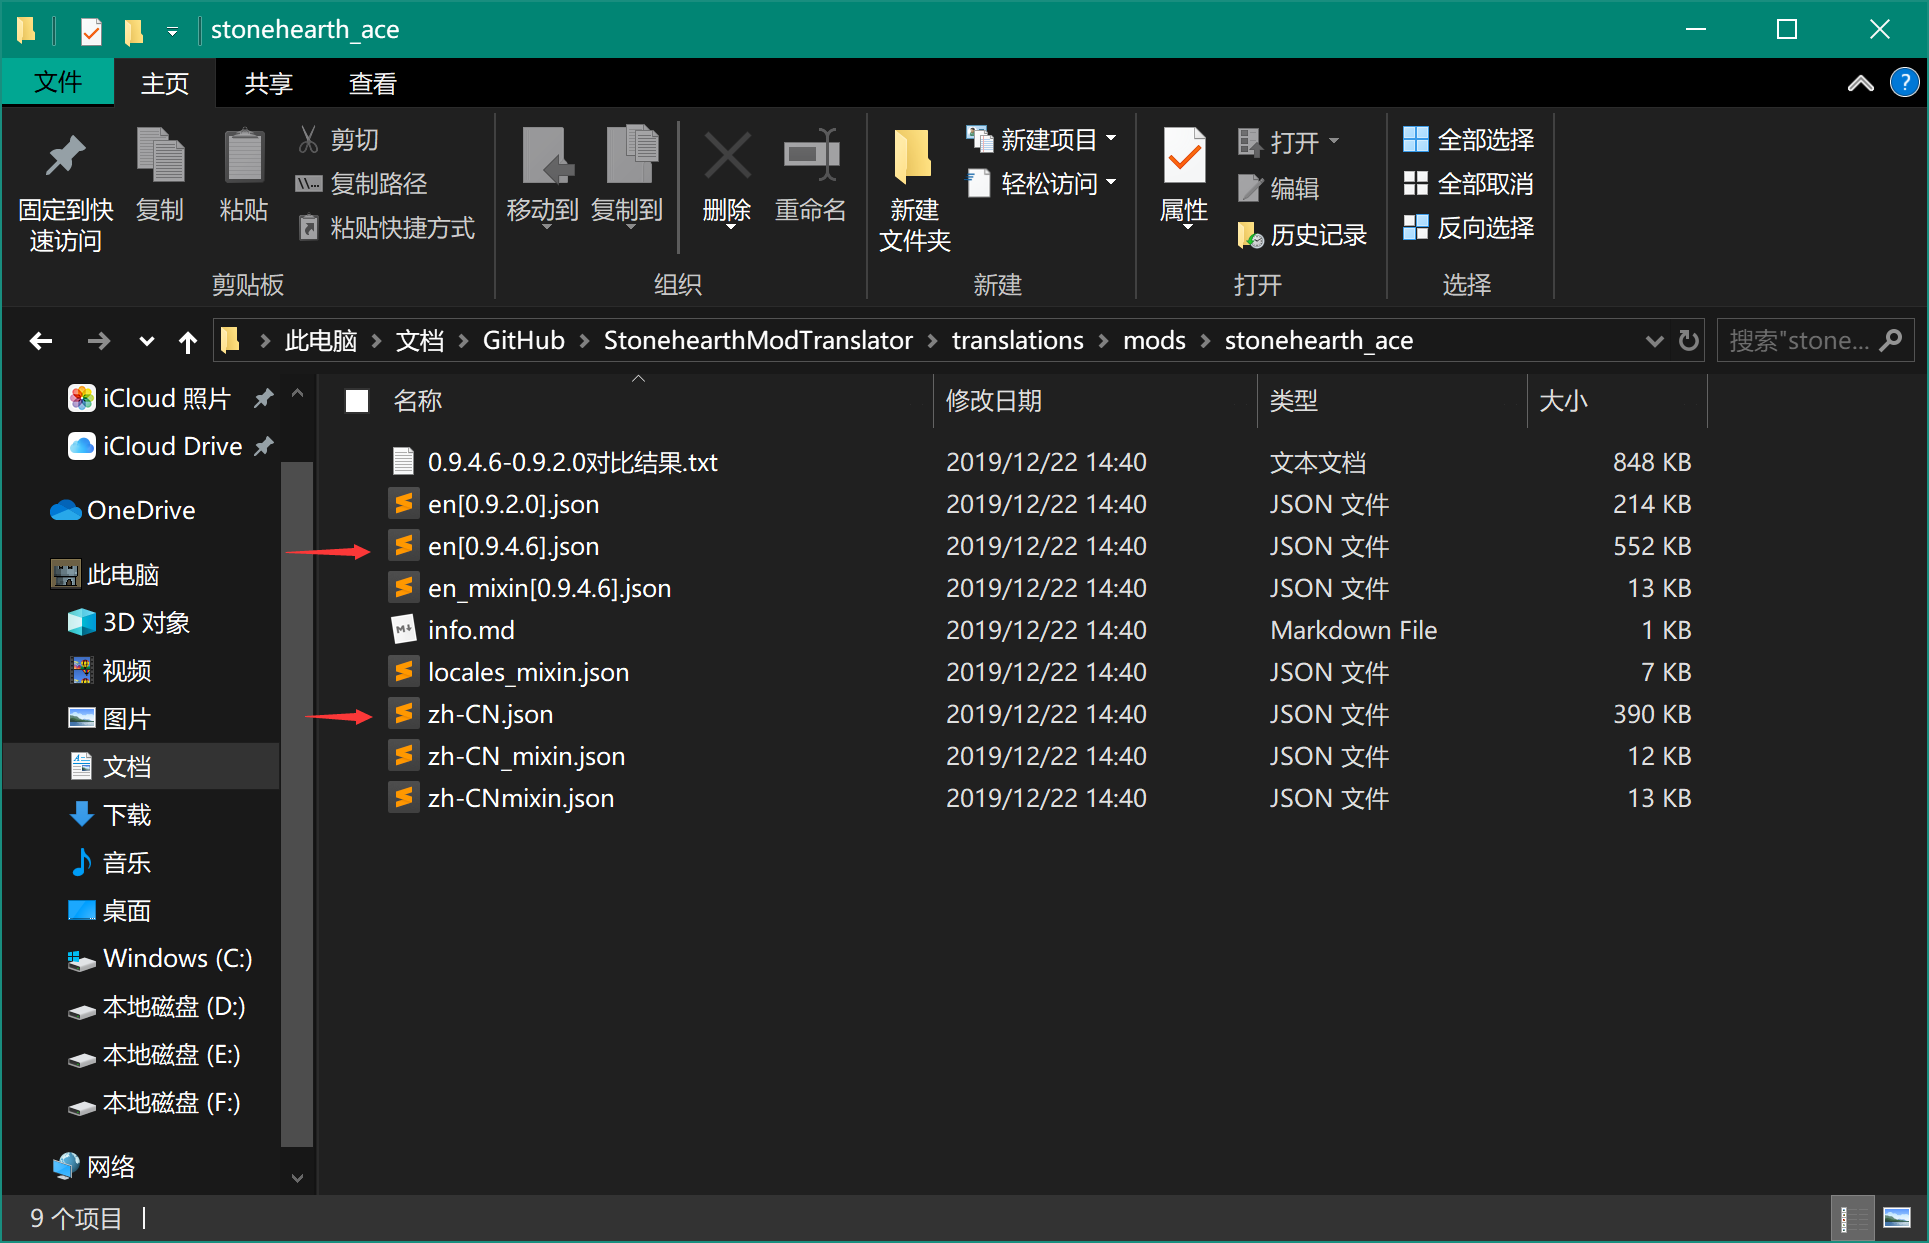 stonehearth_ace
文件
主页
共享
查看
固定到快
速访问
复制
粘贴
剪切
复制路径
粘贴快捷方式
剪贴板
移动到
复制到
删除
重命名
组织
新建
文件夹
新建项目
轻松访问
新建
属性
打开
编辑
历史记录
打开
全部选择
全部取消
反向选择
选择
此电脑 > 文档 > GitHub > StonehearthModTranslator > translations > mods > stonehearth_ace
搜索"stone...
iCloud 照片
iCloud Drive
OneDrive
此电脑
3D 对象
视频
图片
文档
下载
音乐
桌面
Windows (C:)
本地磁盘 (D:)
本地磁盘 (E:)
本地磁盘 (F:)
网络
名称 修改日期 类型 大小
0.9.4.6-0.9.2.0对比结果.txt 2019/12/22 14:40 文本文档 848 KB
en[0.9.2.0].json 2019/12/22 14:40 JSON 文件 214 KB
en[0.9.4.6].json 2019/12/22 14:40 JSON 文件 552 KB
en_mixin[0.9.4.6].json 2019/12/22 14:40 JSON 文件 13 KB
info.md 2019/12/22 14:40 Markdown File 1 KB
locales_mixin.json 2019/12/22 14:40 JSON 文件 7 KB
zh-CN.json 2019/12/22 14:40 JSON 文件 390 KB
zh-CN_mixin.json 2019/12/22 14:40 JSON 文件 12 KB
zh-CNmixin.json 2019/12/22 14:40 JSON 文件 13 KB
9 个项目